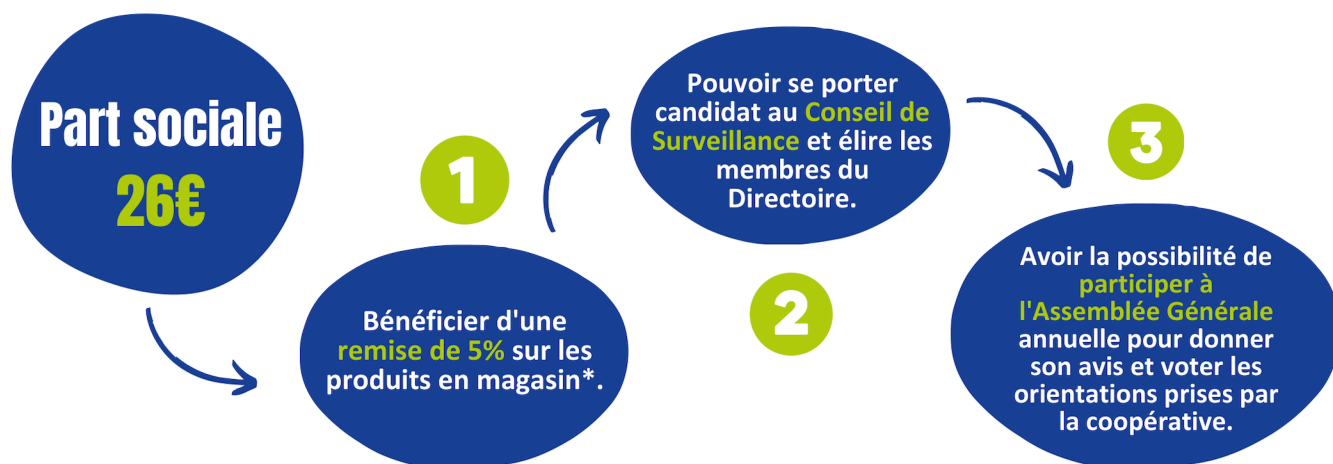 Part sociale
26€
1
Bénéficier d'une
remise de 5% sur les
produits en magasin*.
Pouvoir se porter
candidat au Conseil de
Surveillance et élire les
membres du
Directoire.
2
3
Avoir la possibilité de
participer à
l'Assemblée Générale
annuelle pour donner
son avis et voter les
orientations prises par
la coopérative.